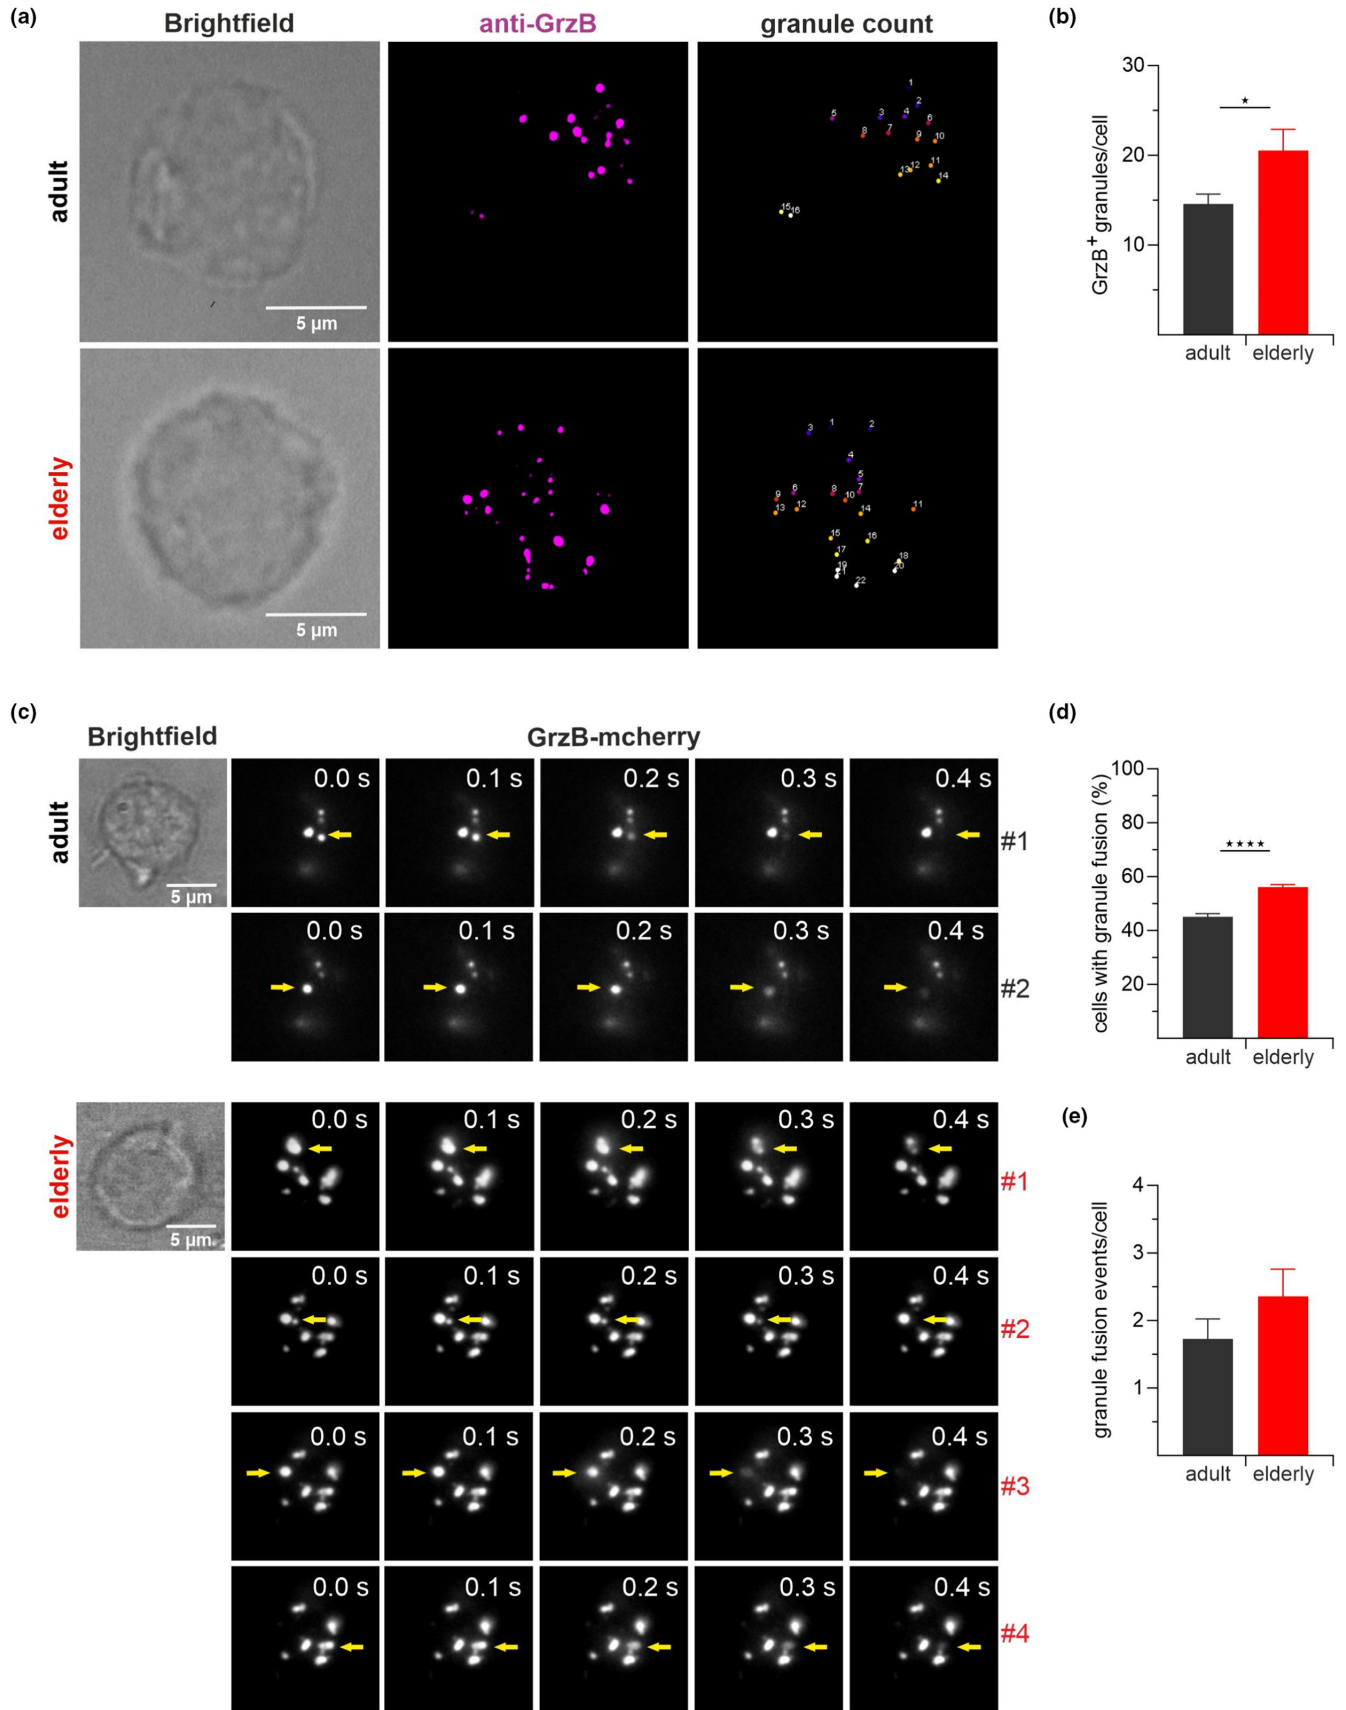 (a)
Brightfield
anti-GrzB
granule count
adult
5 µm
1
2
3
4
5
6
7
8
9
10
11
12
13
14
15
16
elderly
5 µm
1
2
3
4
5
6
7
8
9
10
11
12
13
14
15
16
17
18
19
20
21
22
(b)
GrzB+ granules/cell
30
20
10
★
adult
elderly
(c)
Brightfield
GrzB-mcherry
adult
5 µm
0.0 s
0.1 s
0.2 s
0.3 s
0.4 s
#1
0.0 s
0.1 s
0.2 s
0.3 s
0.4 s
#2
elderly
5 µm
0.0 s
0.1 s
0.2 s
0.3 s
0.4 s
#1
0.0 s
0.1 s
0.2 s
0.3 s
0.4 s
#2
0.0 s
0.1 s
0.2 s
0.3 s
0.4 s
#3
0.0 s
0.1 s
0.2 s
0.3 s
0.4 s
#4
(d)
cells with granule fusion (%)
100
80
60
40
20
★★★★
adult
elderly
(e)
granule fusion events/cell
4
3
2
1
adult
elderly